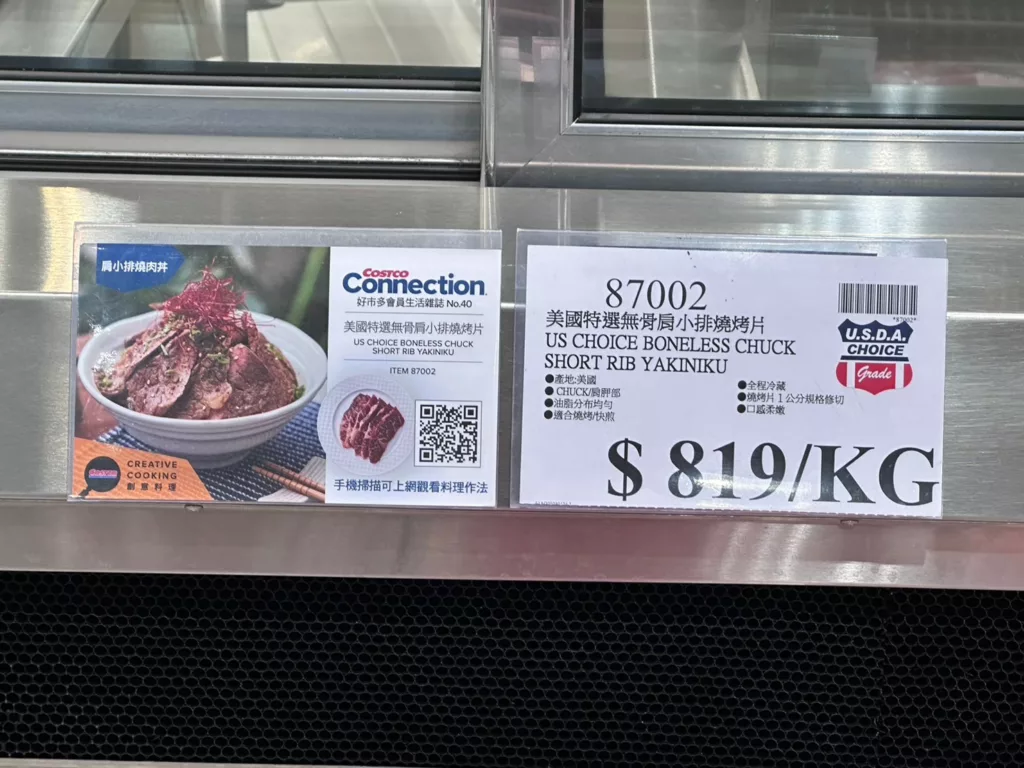 肩小排燒肉丼
COSTCO
Connection
好市多會員生活雜誌 No.40
美國特選無骨肩小排燒烤片
US CHOICE BONELESS CHUCK
SHORT RIB YAKINIKU
ITEM 87002
CREATIVE
COOKING
創意料理
手機掃描可上網觀看料理作法
87002
美國特選無骨肩小排燒烤片
US CHOICE BONELESS CHUCK
SHORT RIB YAKINIKU
●產地:美國
●CHUCK/肩胛部
●油脂分布均勻
●適合燒烤/快煎
●全程冷藏
●燒烤片1公分規格修切
●口感柔嫩
*87002*
U.S.D.A.
CHOICE
Grade
$ 819/KG